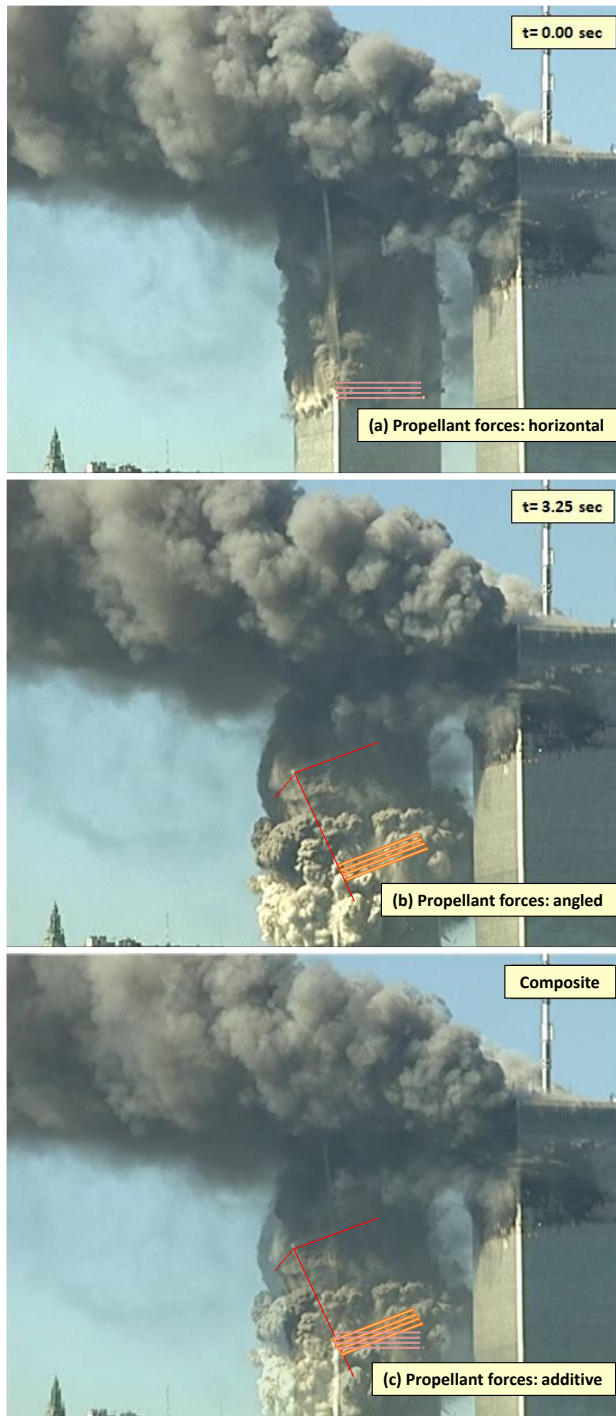 t= 0.00 sec
(a) Propellant forces: horizontal
t= 3.25 sec
(b) Propellant forces: angled
Composite
(c) Propellant forces: additive